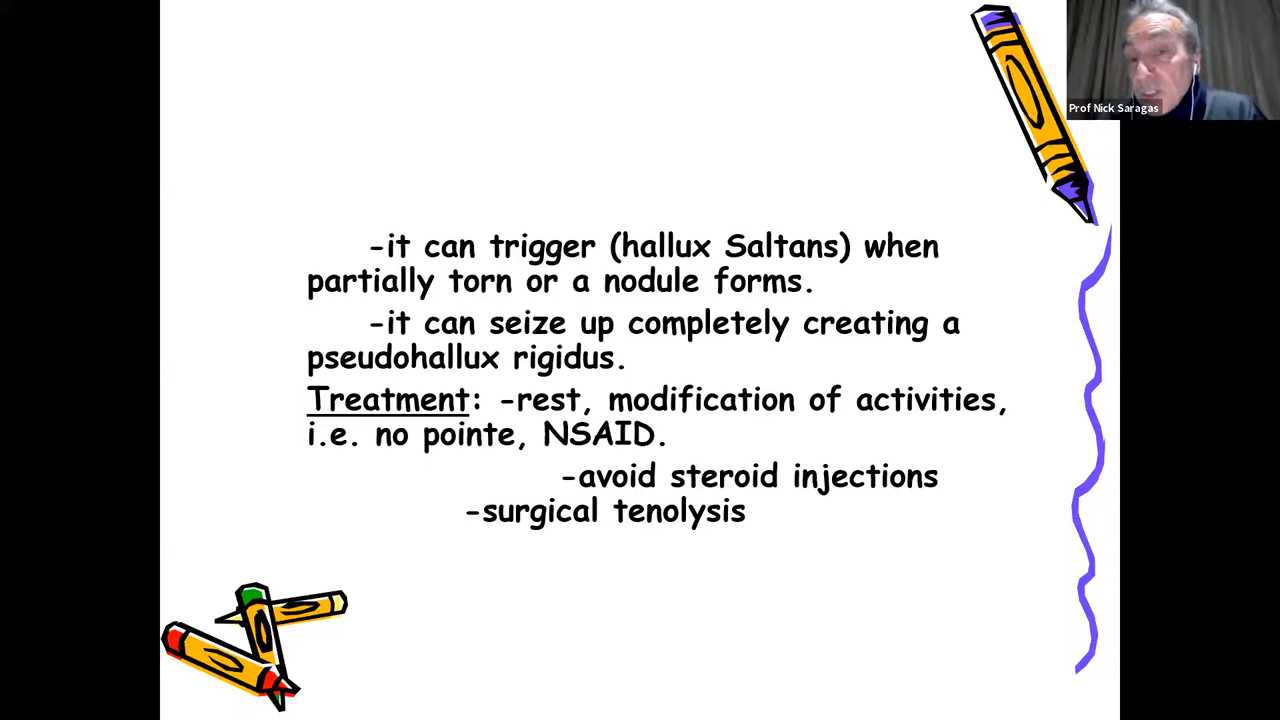 Prof Nick Saragas
-it can trigger (hallux Saltans) when
partially torn or a nodule forms.
-it can seize up completely creating a
pseudohallux rigidus.
Treatment: -rest, modification of activities,
i.e. no pointe, NSAID.
-avoid steroid injections
-surgical tenolysis